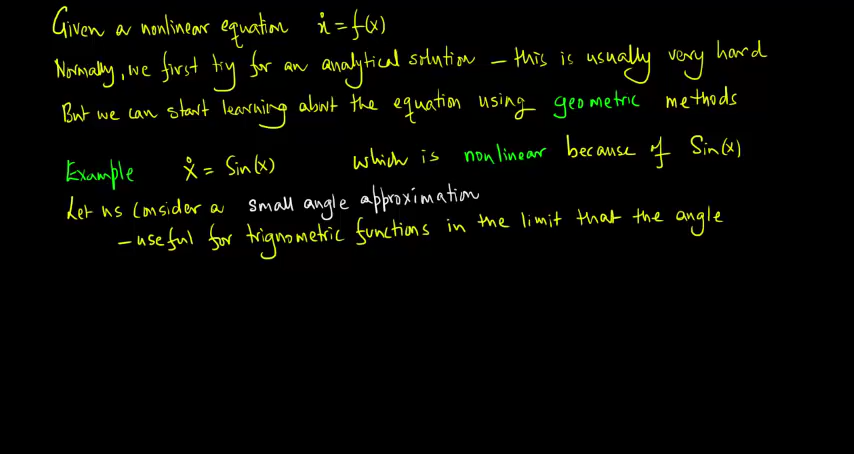 Given a nonlinear equation ẋ = f(x)
Normally, we first try for an analytical solution – this is usually very hard
But we can start learning about the equation using geometric methods
Example ẋ = Sin(x) which is nonlinear because of Sin(x)
Let us consider a small angle approximation
– useful for trignometric functions in the limit that the angle